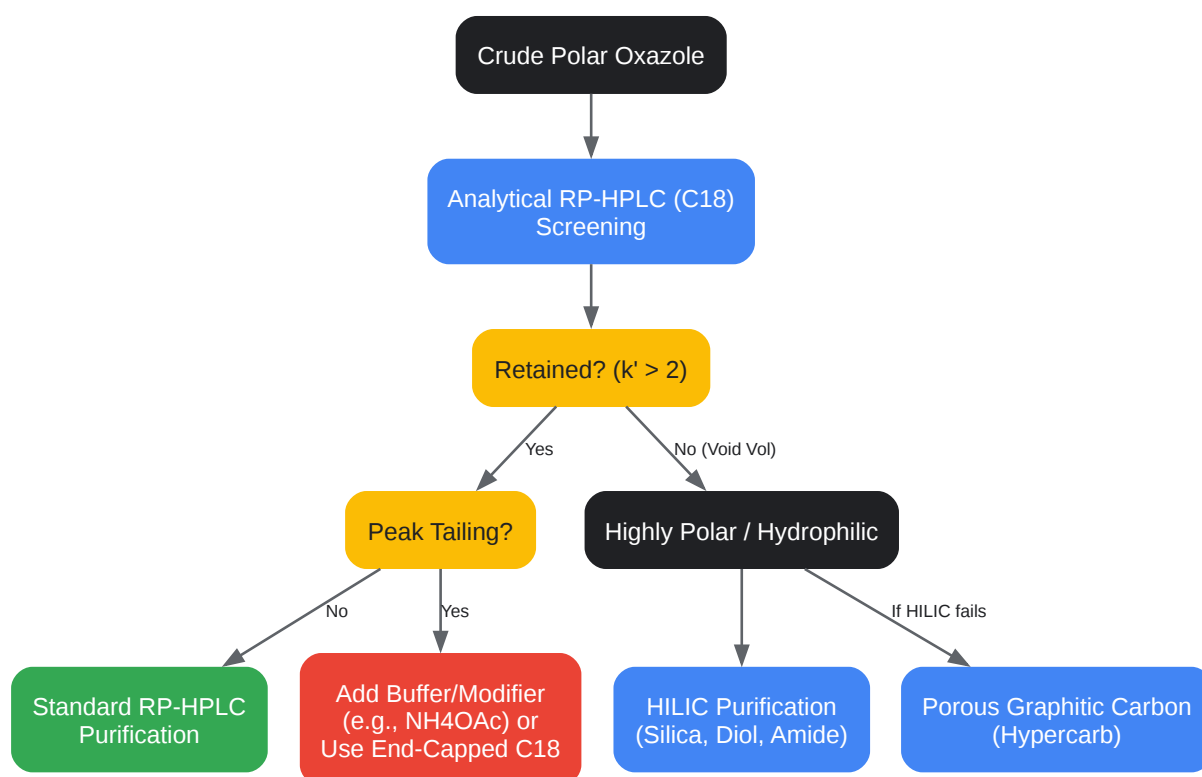 Crude Polar Oxazole
Analytical RP-HPLC (C18)
Screening
Retained? (k' > 2)
Yes
No (Void Vol)
Peak Tailing?
Highly Polar / Hydrophilic
No
Yes
If HILIC fails
Standard RP-HPLC
Purification
Add Buffer/Modifier
(e.g., NH4OAc) or
Use End-Capped C18
HILIC Purification
(Silica, Diol, Amide)
Porous Graphitic Carbon
(Hypercarb)